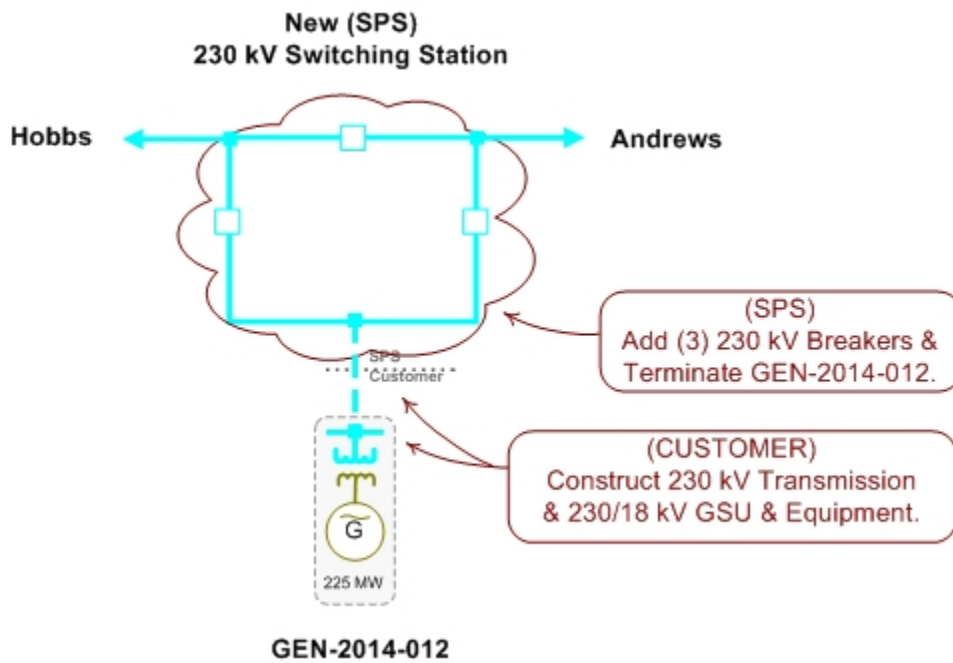 New (SPS)
230 kV Switching Station
Hobbs
Andrews
(SPS)
Add (3) 230 kV Breakers &
Terminate GEN-2014-012.
SPS
Customer
(CUSTOMER)
Construct 230 kV Transmission
& 230/18 kV GSU & Equipment.
G
225 MW
GEN-2014-012